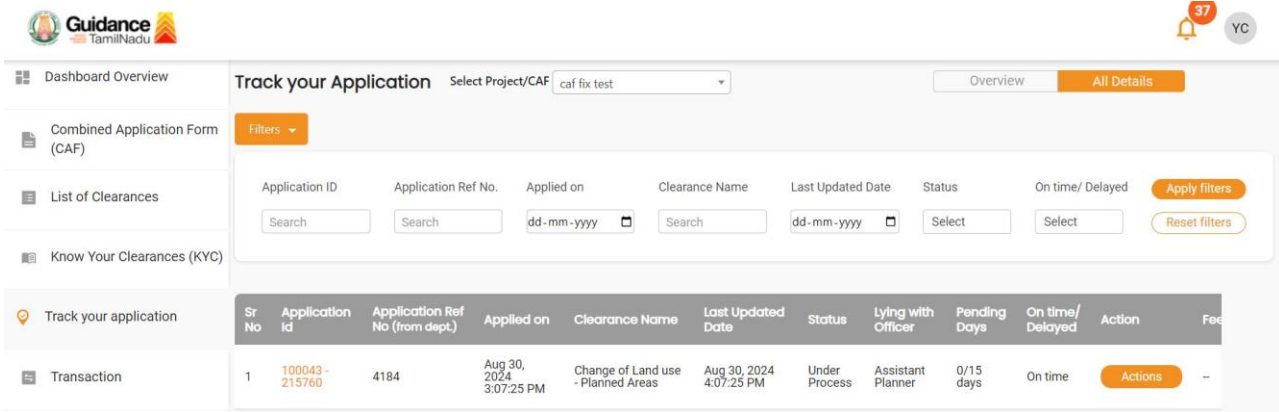 Guidance
TamilNadu
37
YC
Dashboard Overview
Track your Application Select Project/CAF caf fix test Overview All Details
Combined Application Form
(CAF)
Filters
List of Clearances
Application ID Application Ref No. Applied on Clearance Name Last Updated Date Status On time/ Delayed Apply filters
Search Search dd-mm-yyyy Search dd-mm-yyyy Select Select Reset filters
Know Your Clearances (KYC)
Track your application
Sr
No
Application
Id
Application Ref
No (from dept.)
Applied on
Clearance Name
Last Updated
Date
Status
Lying with
Officer
Pending
Days
On time/
Delayed
Action
Fee
1
100043 -
215760
4184
Aug 30,
2024
3:07:25 PM
Change of Land use
- Planned Areas
Aug 30, 2024
4:07:25 PM
Under
Process
Assistant
Planner
0/15
days
On time
Actions
--
Transaction